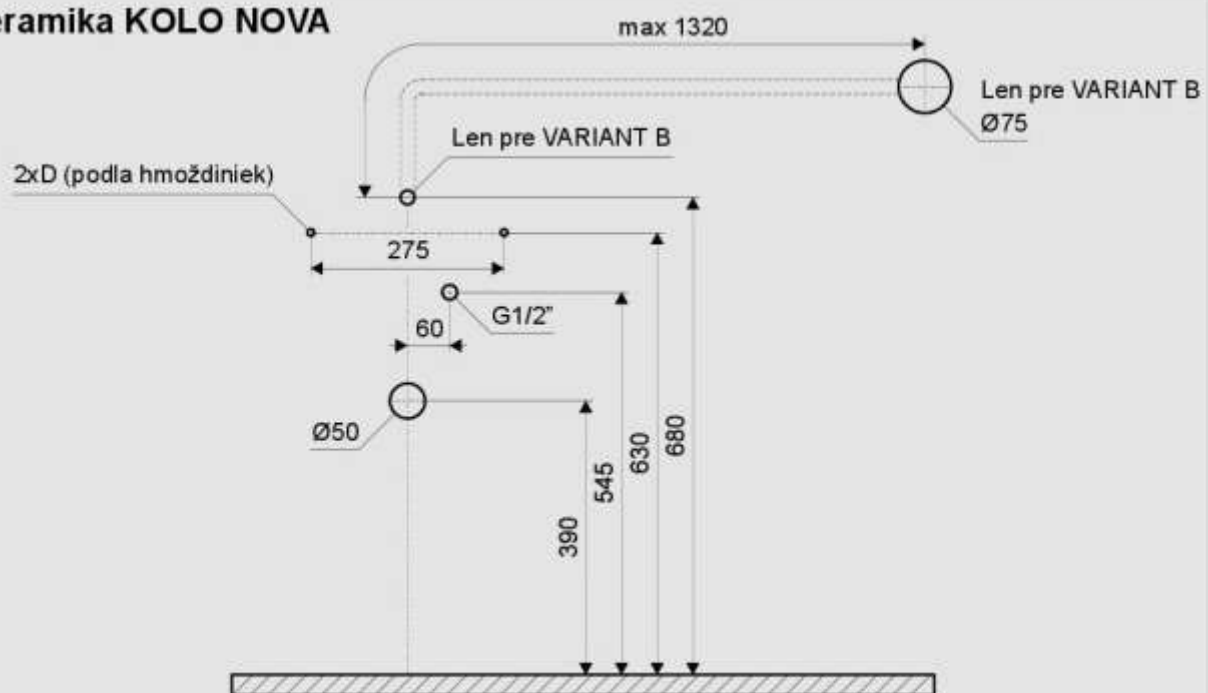 eramika KOLO NOVA
max 1320
Len pre VARIANT B
Ø75
Len pre VARIANT B
2xD (podla hmoždiniek)
275
G1/2"
60
Ø50
680
630
545
390